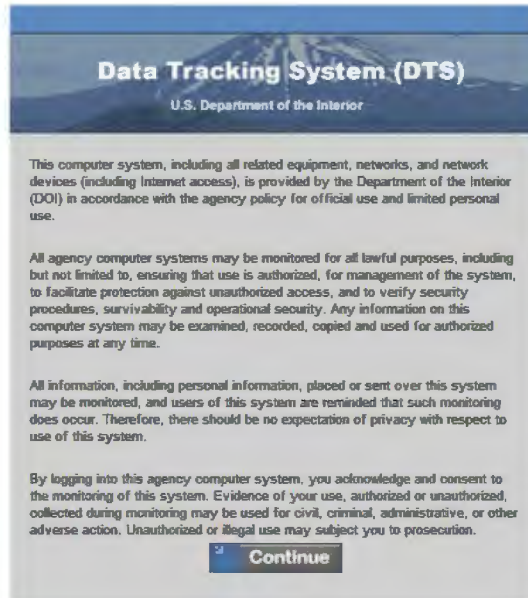 Data Tracking System (DTS)
U.S. Department of the Interior
This computer system, including all related equipment, networks, and network
devices (including Internet access), is provided by the Department of the Interior
(DOI) in accordance with the agency policy for official use and limited personal
use.
All agency computer systems may be monitored for all lawful purposes, including
but not limited to, ensuring that use is authorized, for management of the system,
to facilitate protection against unauthorized access, and to verify security
procedures, survivability and operational security. Any information on this
computer system may be examined, recorded, copied and used for authorized
purposes at any time.
All information, including personal information, placed or sent over this system
may be monitored, and users of this system are reminded that such monitoring
does occur. Therefore, there should be no expectation of privacy with respect to
use of this system.
By logging into this agency computer system, you acknowledge and consent to
the monitoring of this system. Evidence of your use, authorized or unauthorized,
collected during monitoring may be used for civil, criminal, administrative, or other
adverse action. Unauthorized or illegal use may subject you to prosecution.
Continue